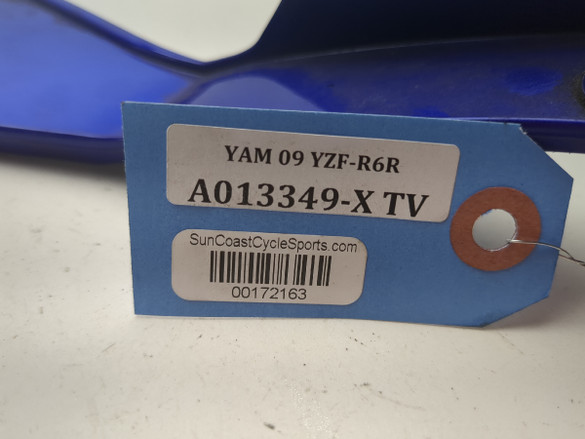 YAM 09 YZF-R6R
A013349-X TV
SunCoastCycleSports.com
00172163